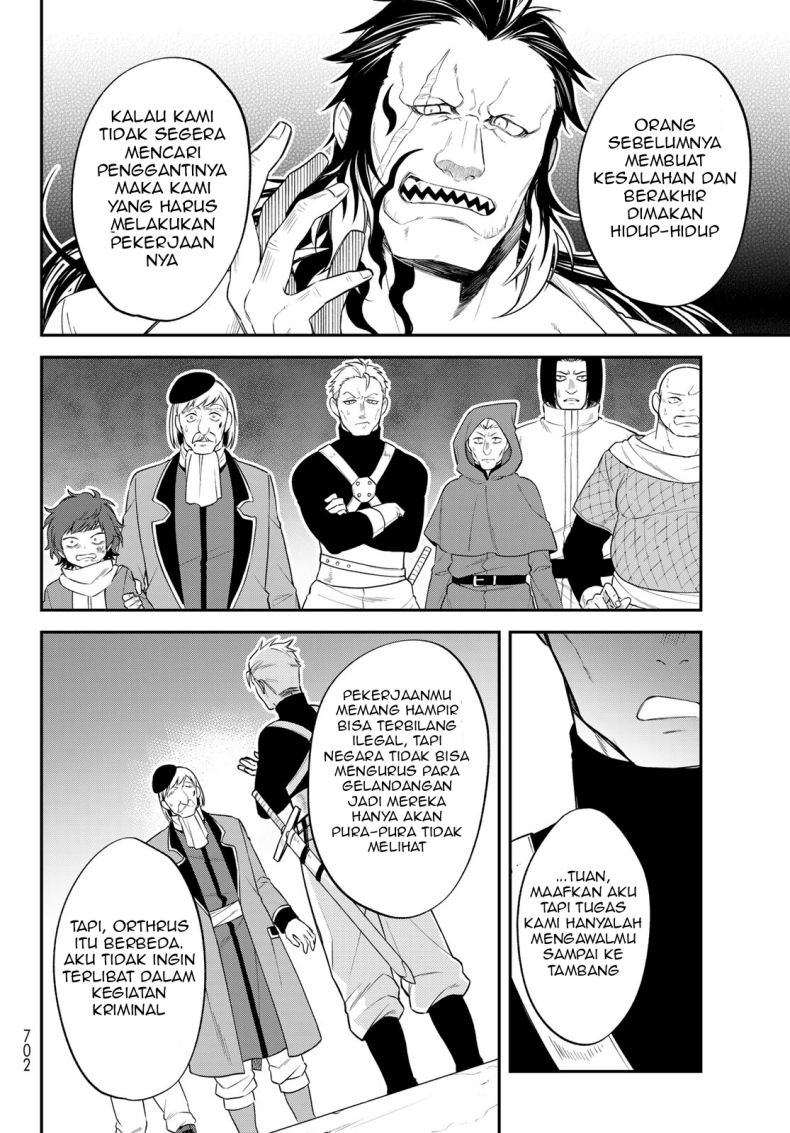 ORANG
SEBELUMNYA
MEMBUAT
KESALAHAN DAN
BERAKHIR
DIMAKAN
HIDUP-HIDUP
KALAU KAMI
TIDAK SEGERA
MENCARI
PENGGANTINYA
MAKA KAMI
YANG HARUS
MELAKUKAN
PEKERJAAN
NYA
...TUAN,
MAAFKAN AKU
TAPI TUGAS
KAMI HANYALAH
MENGAWALMU
SAMPAI KE
TAMBANG
PEKERJAANMU
MEMANG HAMPIR
BISA TERBILANG
ILEGAL, TAPI
NEGARA TIDAK BISA
MENGURUS PARA
GELANDANGAN
JADI MEREKA
HANYA AKAN
PURA-PURA TIDAK
MELIHAT
TAPI, ORTHRUS
ITU BERBEDA.
AKU TIDAK INGIN
TERLIBAT DALAM
KEGIATAN
KRIMINAL
702